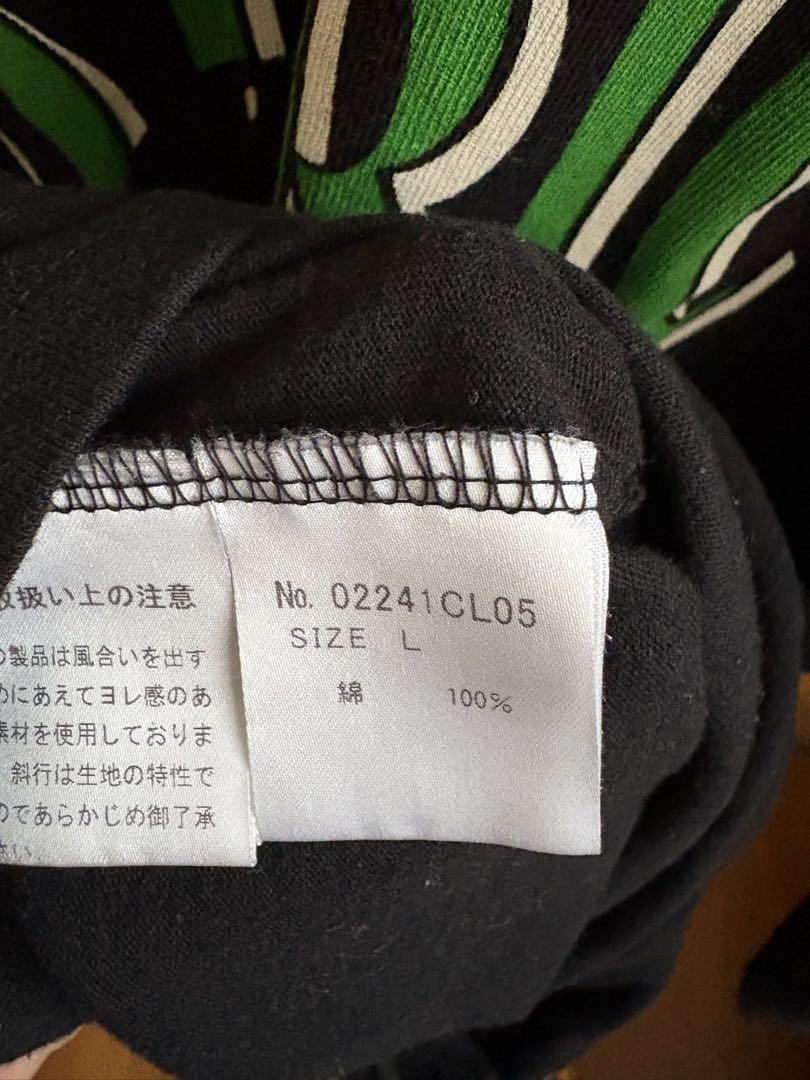 扱い上の注意
製品は風合いを出す
にあえてヨレ感のあ
素材を使用しておりま
斜行は生地の特性で
のであらかじめ御了承
No. 02241CL05
SIZE L
綿 100%